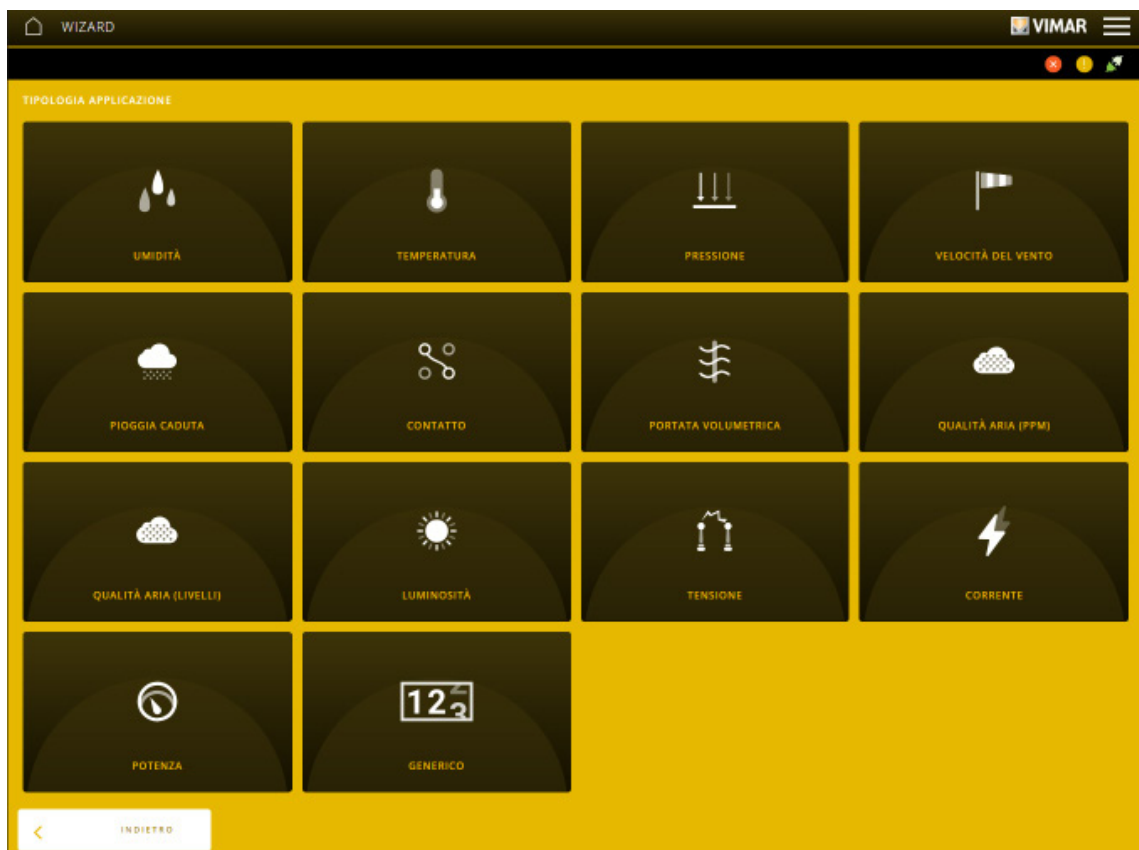 WIZARD
VIMAR
TIPOLOGIA APPLICAZIONE
UMIDITÀ
TEMPERATURA
PRESSIONE
VELOCITÀ DEL VENTO
PIOGGIA CADUTA
CONTATTO
PORTATA VOLUMETRICA
QUALITÀ ARIA (PPM)
QUALITÀ ARIA (LIVELLI)
LUMINOSITÀ
TENSIONE
CORRENTE
123
POTENZA
GENERICO
INDIETRO